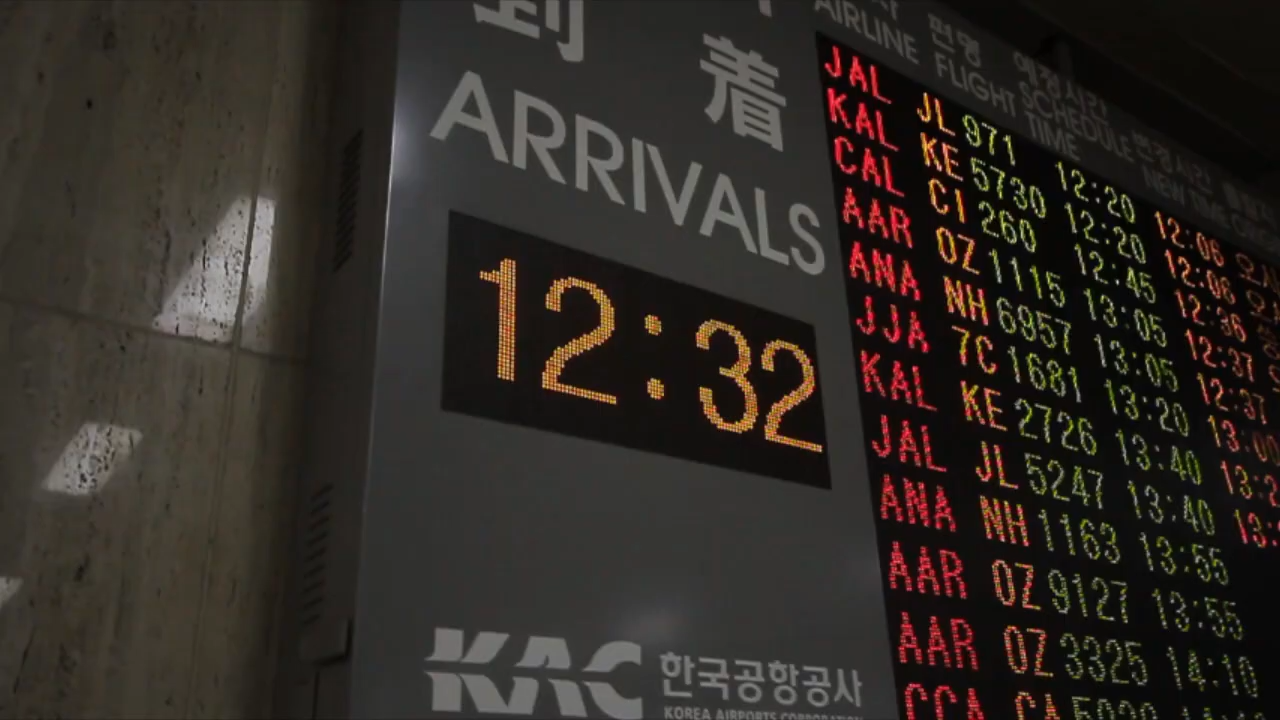 到着
ARRIVALS
12:32
KAC 한국공항공사
KOREA AIRPORTS CORPORATION
AIRLINE FLIGHT SCHEDULE TIME NEW TIME
편명 예정시간 변경시간
JAL JL 971 12:20 12:06
KAL KE 5730 12:20 12:06
CAL CI 260 12:45 12:36
AAR OZ 1115 13:05 12:37
ANA NH 6957 13:05 12:37
JJA 7C 1681 13:20
KAL KE 2726 13:40
JAL JL 5247 13:40
ANA NH 1163 13:55
AAR OZ 9127 13:55
AAR OZ 3325 14:10
CCA CA